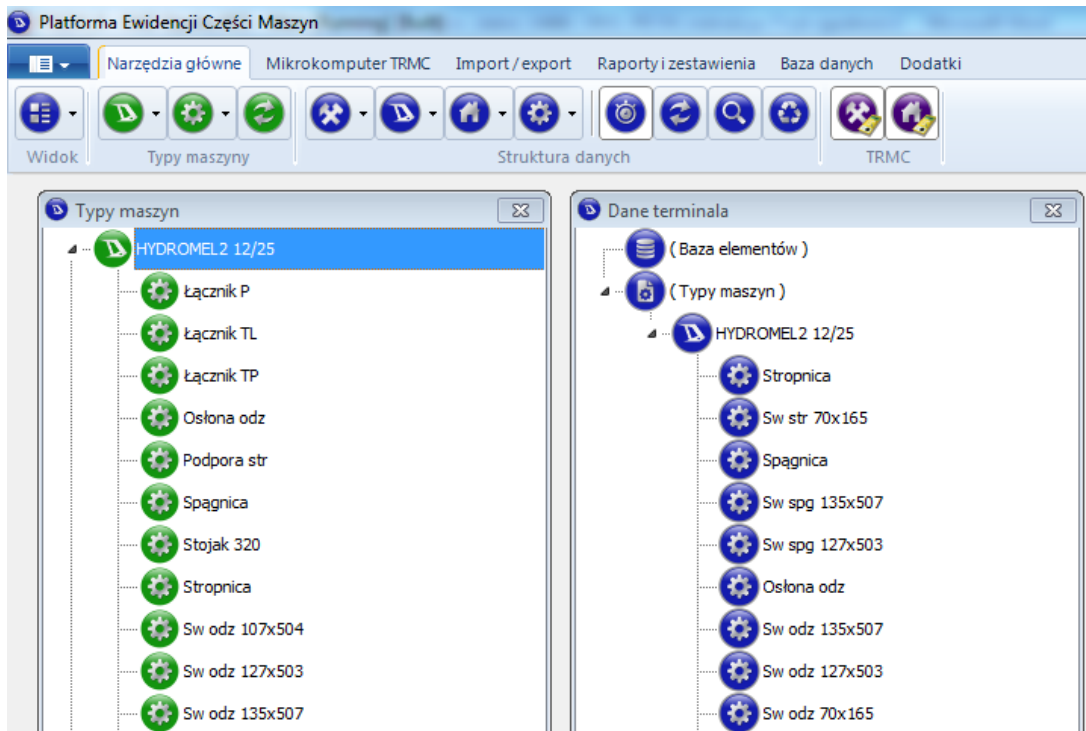 Platforma Ewidencji Części Maszyn
Narzędzia główne Mikrokomputer TRMC Import / export Raporty i zestawienia Baza danych Dodatki
Widok Typy maszyny Struktura danych TRMC
Typy maszyn
HYDROMEL2 12/25
Łącznik P
Łącznik TL
Łącznik TP
Osłona odz
Podpora str
Spągnica
Stojak 320
Stropnica
Sw odz 107x504
Sw odz 127x503
Sw odz 135x507
Dane terminala
( Baza elementów )
( Typy maszyn )
HYDROMEL2 12/25
Stropnica
Sw str 70x165
Spągnica
Sw spg 135x507
Sw spg 127x503
Osłona odz
Sw odz 135x507
Sw odz 127x503
Sw odz 70x165